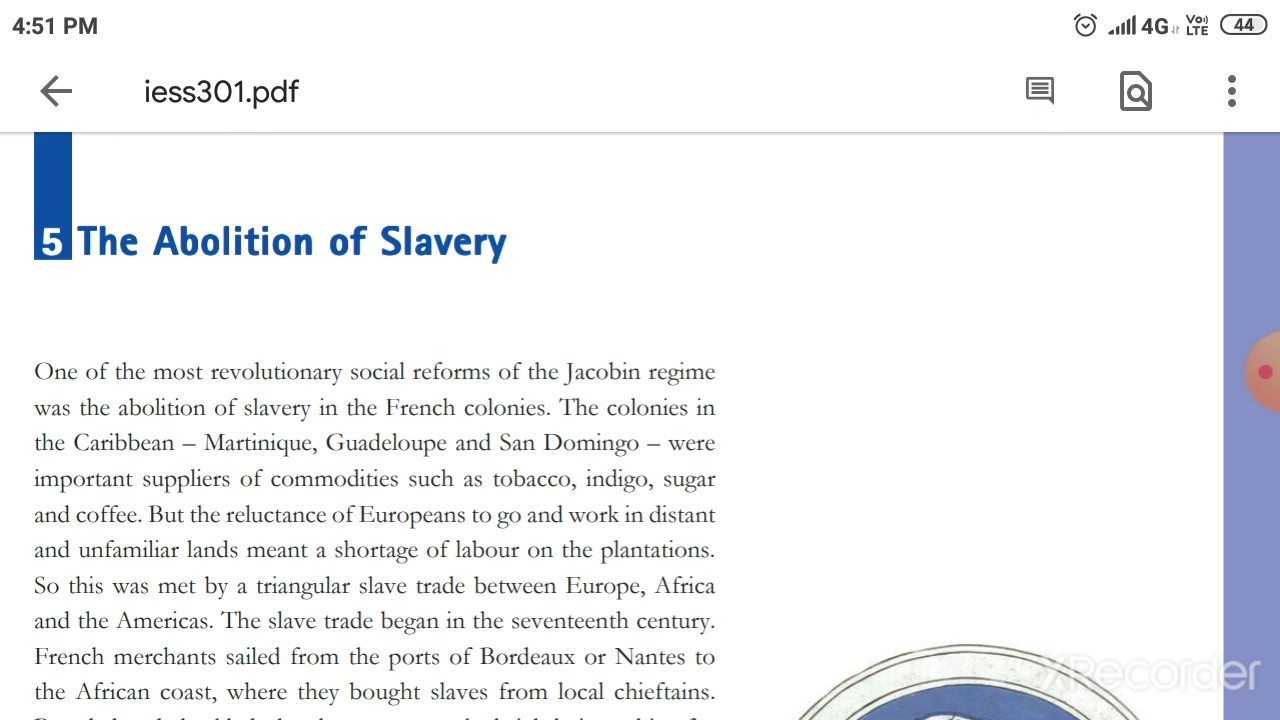 4:51 PM
4G Vo) LTE 44
iess301.pdf
5 The Abolition of Slavery
One of the most revolutionary social reforms of the Jacobin regime
was the abolition of slavery in the French colonies. The colonies in
the Caribbean – Martinique, Guadeloupe and San Domingo – were
important suppliers of commodities such as tobacco, indigo, sugar
and coffee. But the reluctance of Europeans to go and work in distant
and unfamiliar lands meant a shortage of labour on the plantations.
So this was met by a triangular slave trade between Europe, Africa
and the Americas. The slave trade began in the seventeenth century.
French merchants sailed from the ports of Bordeaux or Nantes to
the African coast, where they bought slaves from local chieftains.
XRecorder